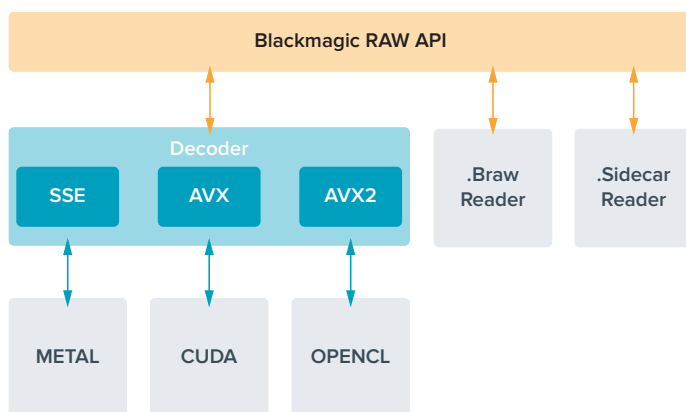 Blackmagic RAW API
Decoder
SSE
AVX
AVX2
.Braw
Reader
.Sidecar
Reader
METAL
CUDA
OPENCL